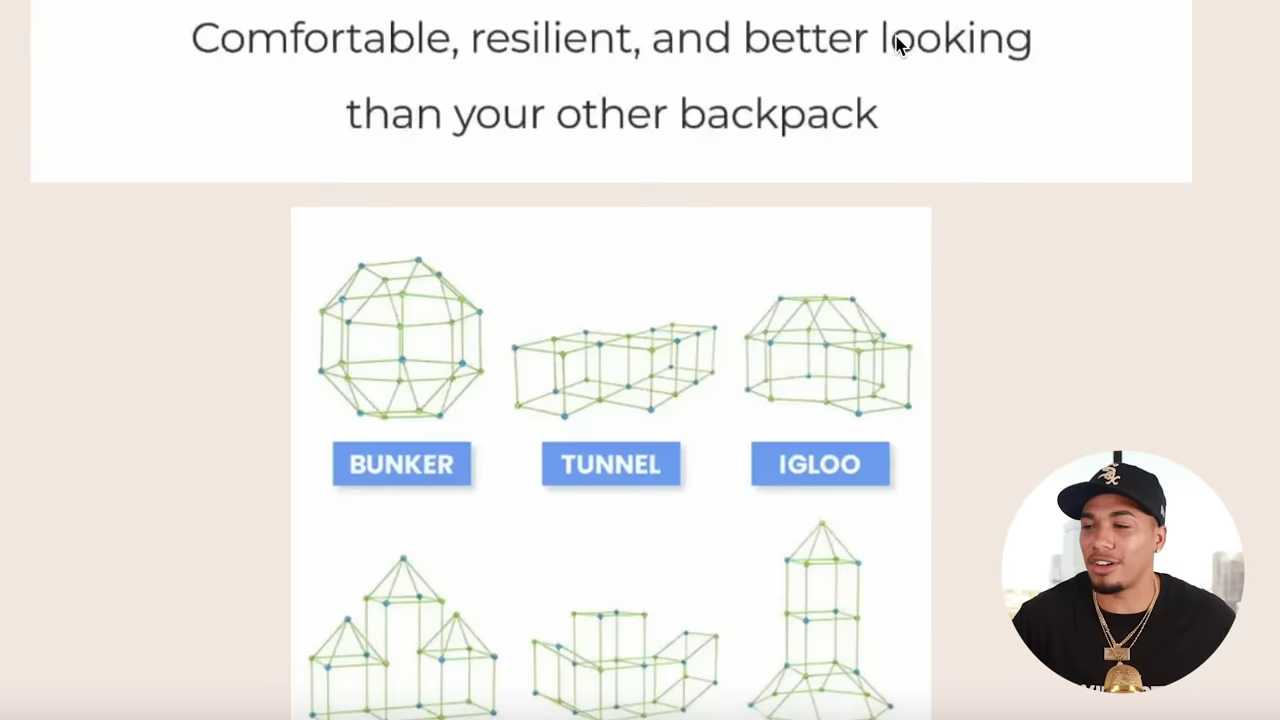 Comfortable, resilient, and better looking
than your other backpack
BUNKER
TUNNEL
IGLOO